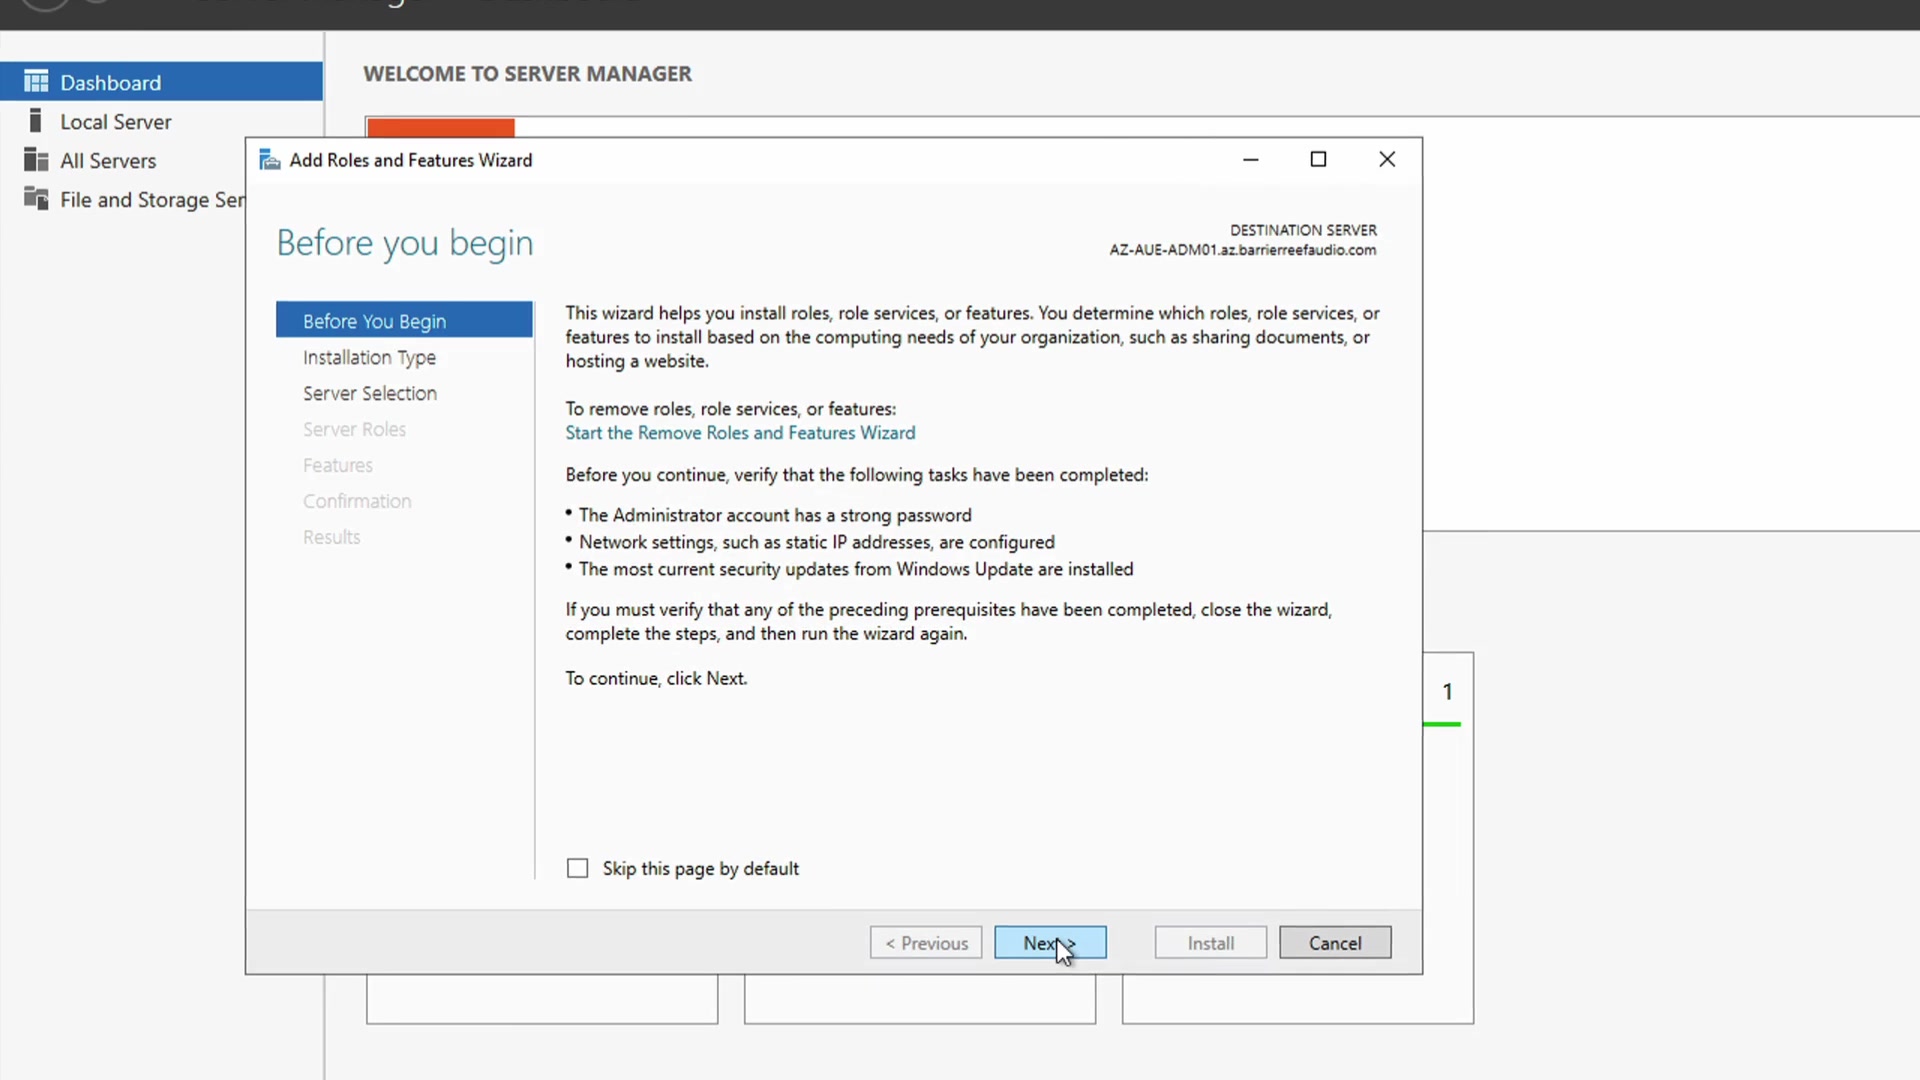 Dashboard
Local Server
All Servers
File and Storage Ser
WELCOME TO SERVER MANAGER
Add Roles and Features Wizard
Before you begin
DESTINATION SERVER
AZ-AUE-ADM01.az.barrierreefaudio.com
Before You Begin
Installation Type
Server Selection
Server Roles
Features
Confirmation
Results
This wizard helps you install roles, role services, or features. You determine which roles, role services, or
features to install based on the computing needs of your organization, such as sharing documents, or
hosting a website.
To remove roles, role services, or features:
Start the Remove Roles and Features Wizard
Before you continue, verify that the following tasks have been completed:
• The Administrator account has a strong password
• Network settings, such as static IP addresses, are configured
• The most current security updates from Windows Update are installed
If you must verify that any of the preceding prerequisites have been completed, close the wizard,
complete the steps, and then run the wizard again.
To continue, click Next.
1
Skip this page by default
< Previous
Next >
Install
Cancel